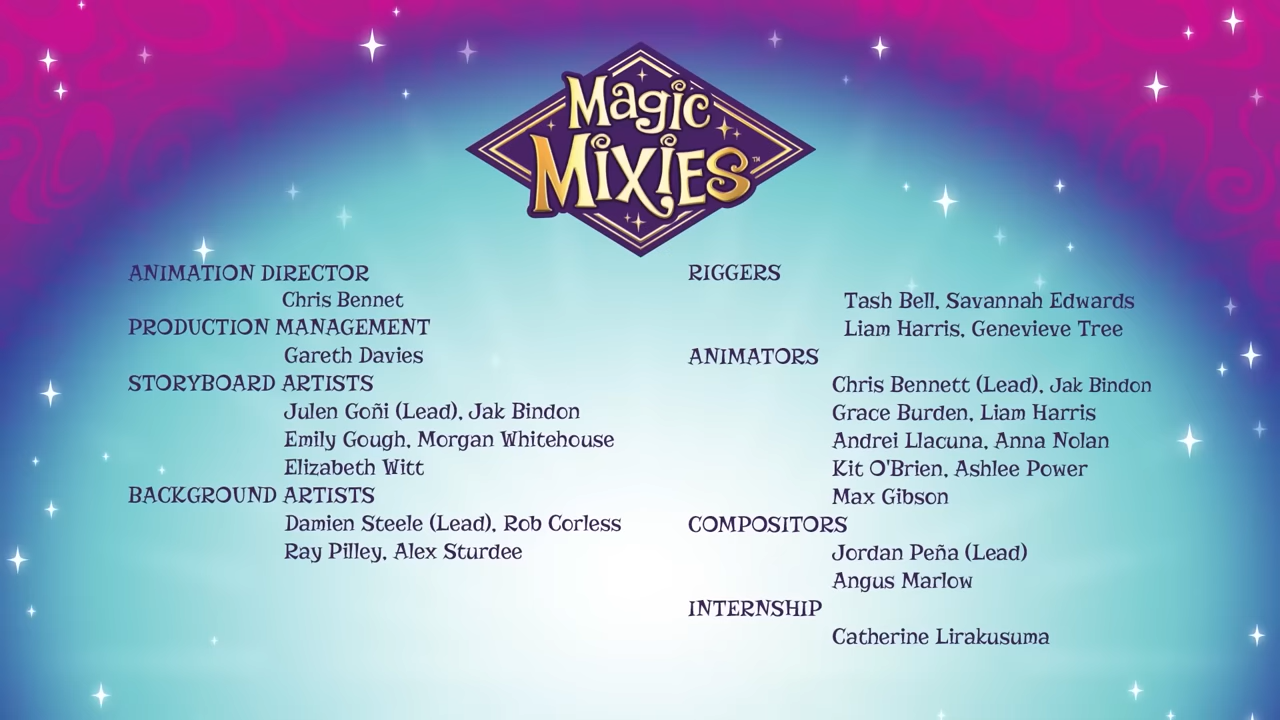 Magic
Mixies™
ANIMATION DIRECTOR
Chris Bennet
PRODUCTION MANAGEMENT
Gareth Davies
STORYBOARD ARTISTS
Julen Goñi (Lead), Jak Bindon
Emily Gough, Morgan Whitehouse
Elizabeth Witt
BACKGROUND ARTISTS
Damien Steele (Lead), Rob Corless
Ray Pilley, Alex Sturdee
RIGGERS
Tash Bell, Savannah Edwards
Liam Harris, Genevieve Tree
ANIMATORS
Chris Bennett (Lead), Jak Bindon
Grace Burden, Liam Harris
Andrei Llacuna, Anna Nolan
Kit O'Brien, Ashlee Power
Max Gibson
COMPOSITORS
Jordan Peña (Lead)
Angus Marlow
INTERNSHIP
Catherine Lirakusuma